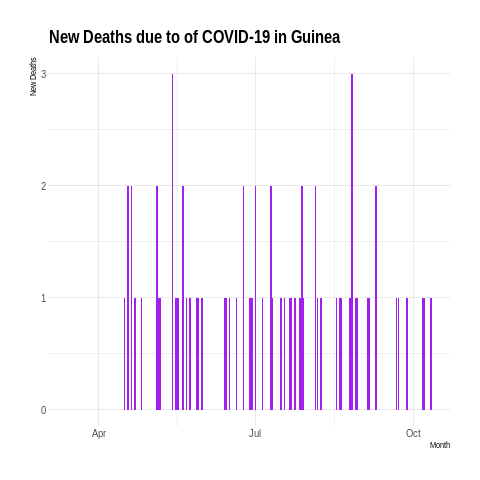 New Deaths due to of COVID-19 in Guinea
New Deaths
3
2
1
0
Apr
Jul
Oct
Month